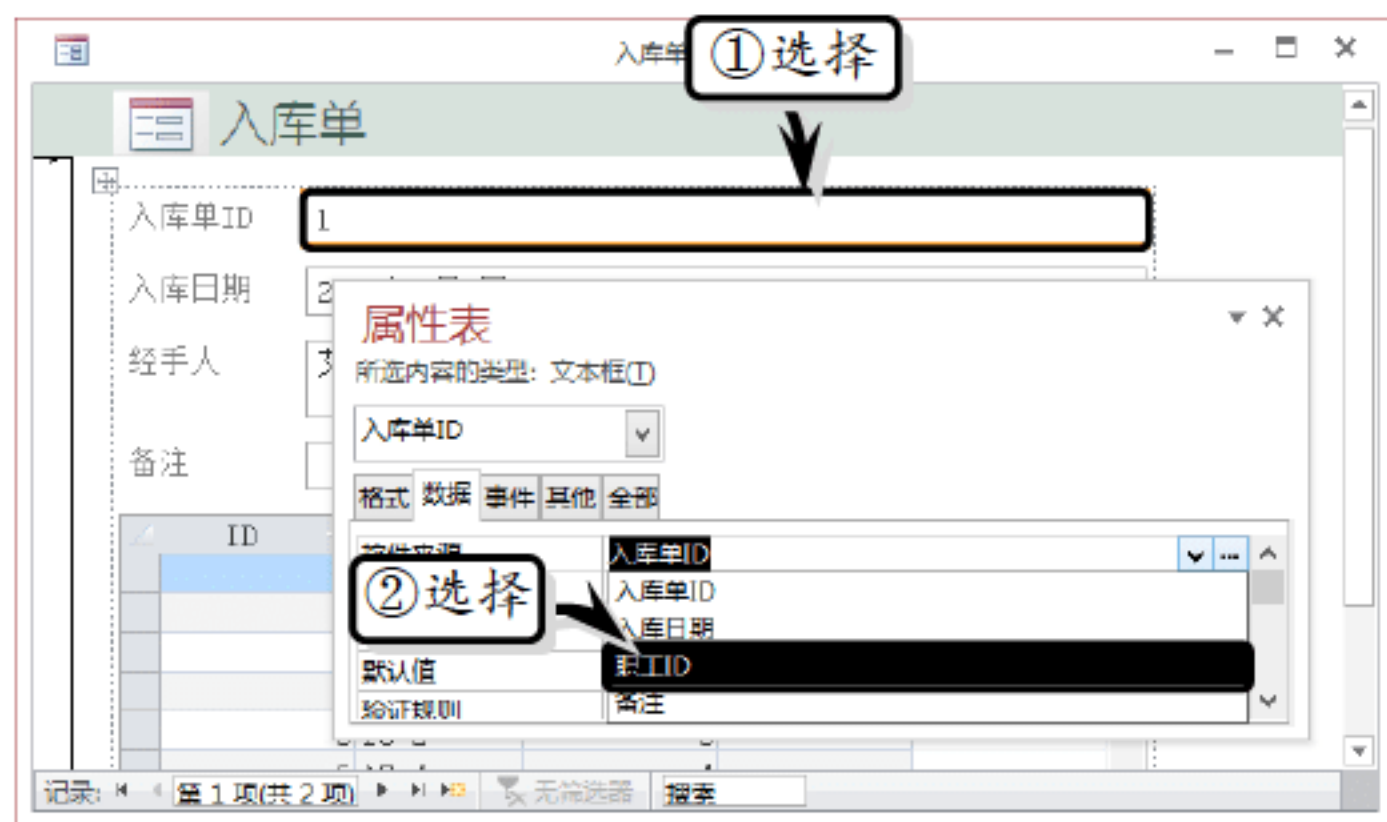 入库单
①选择
入库单
入库单ID
1
入库日期
2
经手人
备注
属性表
所选内容的类型: 文本框(T)
入库单ID
格式 数据 事件 其他 全部
控件来源
入库单ID
入库单ID
入库日期
②选择
职工ID
默认值
备注
验证规则
ID
记录: 第 1 项(共 2 项)
无筛选器
搜索